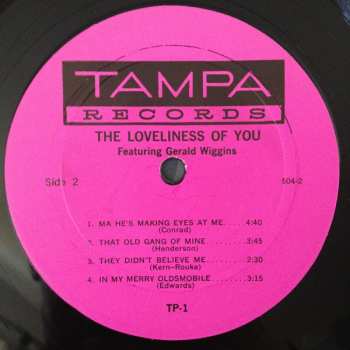 TAMPA
RECORDS
THE LOVELINESS OF YOU
Featuring Gerald Wiggins
Side 2 504-2
1. MA HE'S MAKING EYES AT ME.... 4:40
(Conrad)
2. THAT OLD GANG OF MINE........ 3:45
(Henderson)
3. THEY DIDN'T BELIEVE ME........ 2:30
(Kern-Rouka)
4. IN MY MERRY OLDSMOBILE...... 3:15
(Edwards)
TP-1